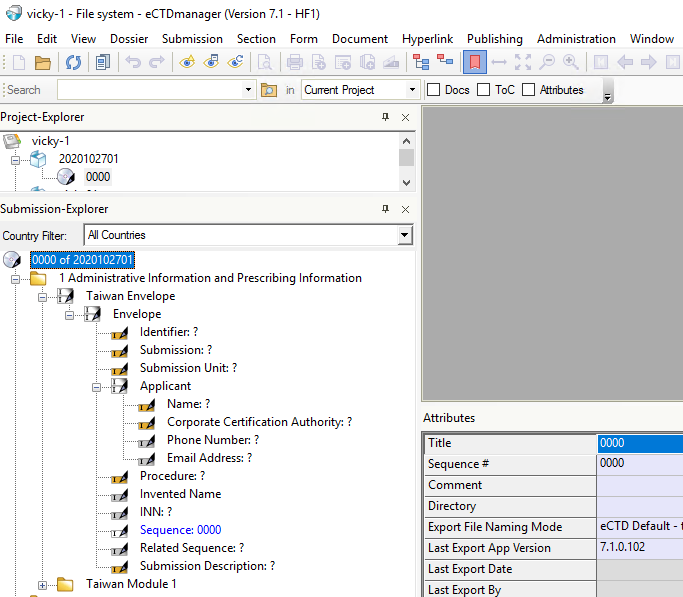 vicky-1 - File system - eCTDmanager (Version 7.1 - HF1)
File Edit View Dossier Submission Section Form Document Hyperlink Publishing Administration Window
Search in Current Project Docs ToC Attributes
Project-Explorer
vicky-1
2020102701
0000
Submission-Explorer
Country Filter: All Countries
0000 of 2020102701
1 Administrative Information and Prescribing Information
Taiwan Envelope
Envelope
Identifier: ?
Submission: ?
Submission Unit: ?
Applicant
Name: ?
Corporate Certification Authority: ?
Phone Number: ?
Email Address: ?
Procedure: ?
Invented Name
INN: ?
Sequence: 0000
Related Sequence: ?
Submission Description: ?
Taiwan Module 1
Attributes
Title 0000
Sequence # 0000
Comment
Directory
Export File Naming Mode eCTD Default -
Last Export App Version 7.1.0.102
Last Export Date
Last Export By